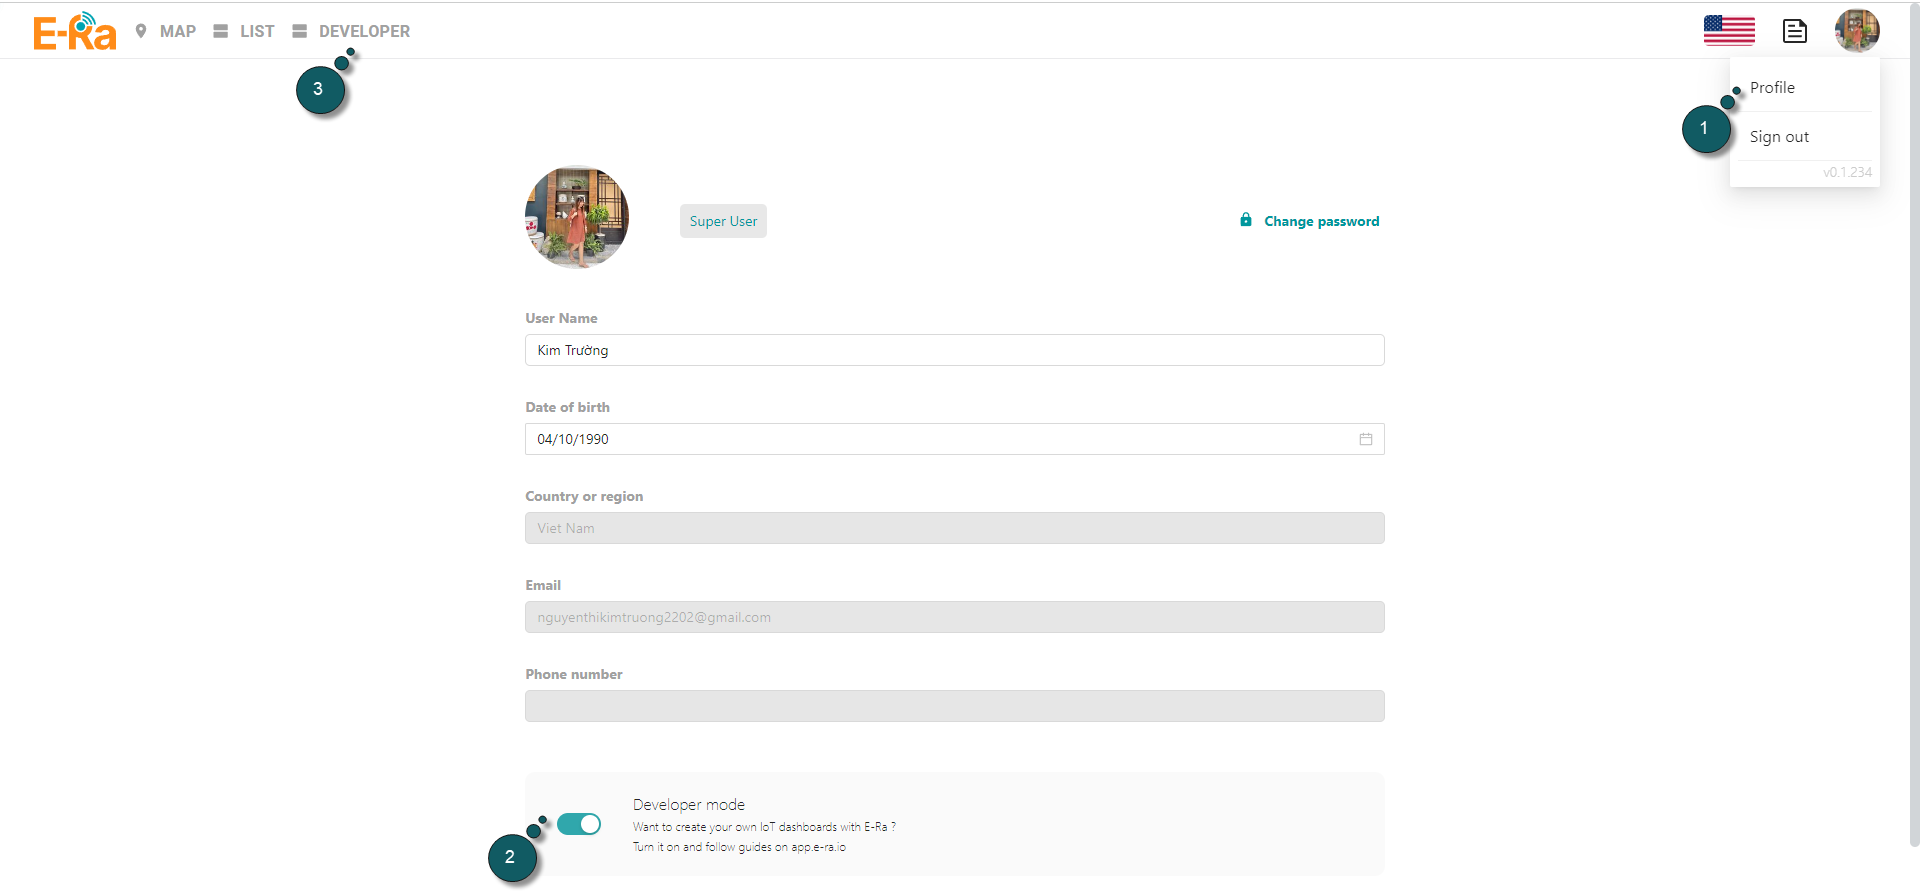 E-Ra MAP LIST DEVELOPER
3
Profile
1
Sign out
v0.1.234
Super User
Change password
User Name
Kim Trường
Date of birth
04/10/1990
Country or region
Viet Nam
Email
nguyenthikimtruong2202@gmail.com
Phone number
Developer mode
Want to create your own IoT dashboards with E-Ra ?
Turn it on and follow guides on app.e-ra.io
2